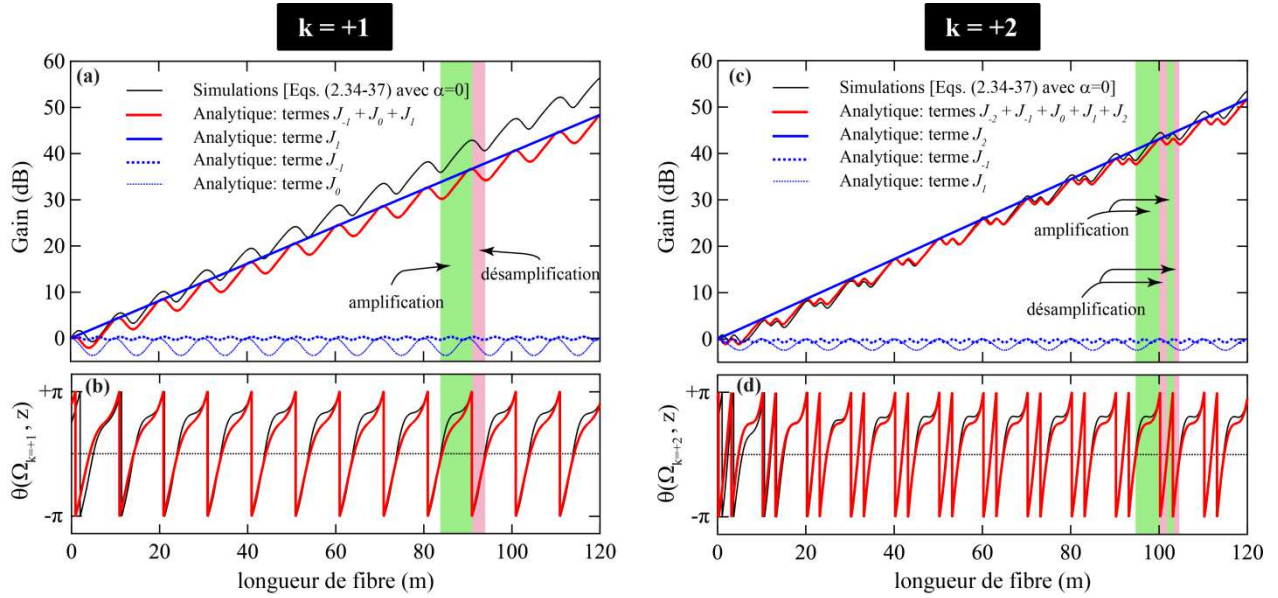 k = +1
k = +2
(a)
60
50
40
30
20
10
0
Gain (dB)
Simulations [Eqs. (2.34-37) avec α=0]
Analytique: termes J-1 + J0 + J1
Analytique: terme J1
Analytique: terme J-1
Analytique: terme J0
amplification
désamplification
(b)
+π
-π
θ(Ωk=+1, z)
0 20 40 60 80 100 120
longueur de fibre (m)
(c)
60
50
40
30
20
10
0
Gain (dB)
Simulations [Eqs. (2.34-37) avec α=0]
Analytique: termes J-2 + J-1 + J0 + J1 + J2
Analytique: terme J2
Analytique: terme J-1
Analytique: terme J1
amplification
désamplification
(d)
+π
-π
θ(Ωk=+2, z)
0 20 40 60 80 100 120
longueur de fibre (m)